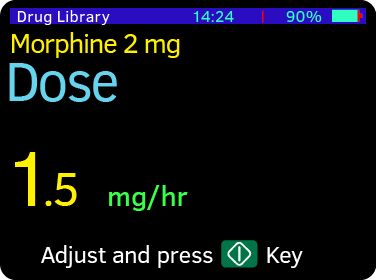 Drug Library 14:24 90%
Morphine 2 mg
Dose
1.5 mg/hr
Adjust and press Key